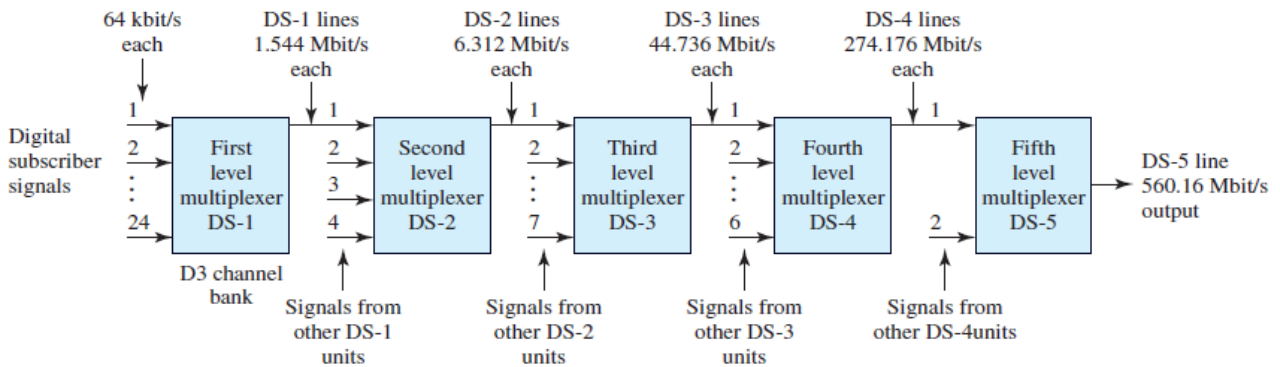 64 kbit/s
each
DS-1 lines
1.544 Mbit/s
each
DS-2 lines
6.312 Mbit/s
each
DS-3 lines
44.736 Mbit/s
each
DS-4 lines
274.176 Mbit/s
each
Digital
subscriber
signals
1
2
24
First
level
multiplexer
DS-1
D3 channel
bank
1
2
3
4
Second
level
multiplexer
DS-2
Signals from
other DS-1
units
1
2
7
Third
level
multiplexer
DS-3
Signals from
other DS-2
units
1
2
6
Fourth
level
multiplexer
DS-4
Signals from
other DS-3
units
1
2
Fifth
level
multiplexer
DS-5
Signals from
other DS-4units
DS-5 line
560.16 Mbit/s
output